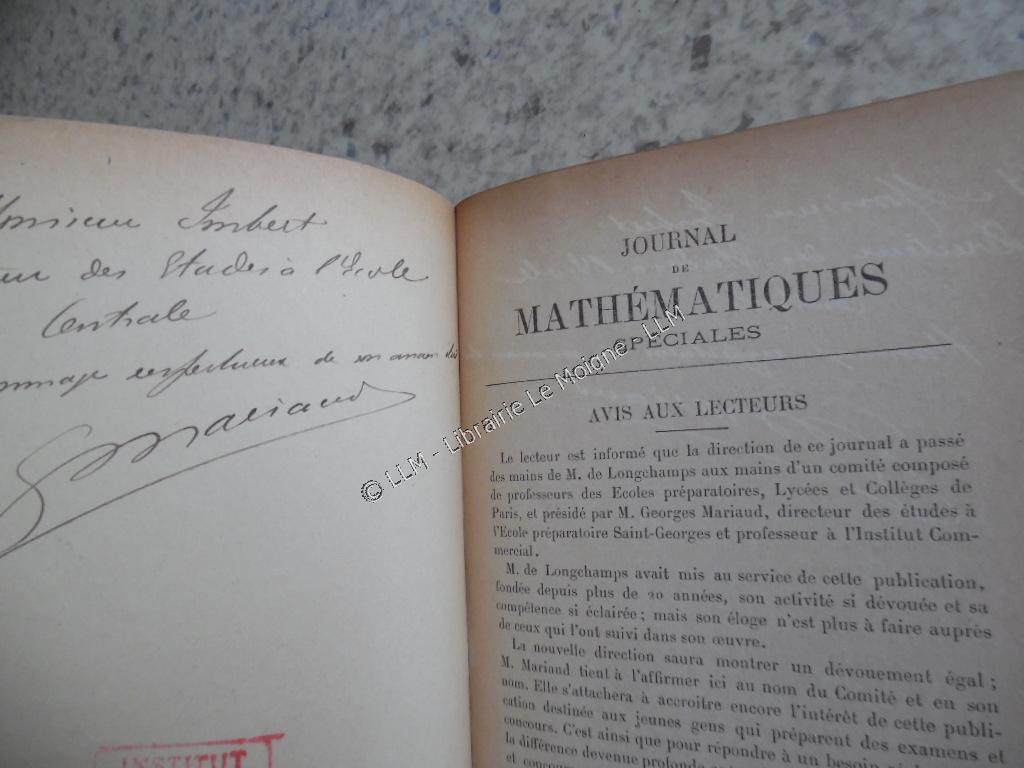 Monsieur Imbert
des Etudes à l'Ecole
Centrale
respectueux de son ancien
G Mariaud
INSTITUT
JOURNAL
DE
MATHÉMATIQUES
SPÉCIALES
AVIS AUX LECTEURS
Le lecteur est informé que la direction de ce journal a passé
des mains de M. de Longchamps aux mains d'un comité composé
de professeurs des Ecoles préparatoires, Lycées et Collèges de
Paris, et présidé par M. Georges Mariaud, directeur des études à
l'Ecole préparatoire Saint-Georges et professeur à l'Institut Com-
mercial.
M. de Longchamps avait mis au service de cette publication,
fondée depuis plus de 20 années, son activité si dévouée et sa
compétence si éclairée ; mais son éloge n'est plus à faire auprès
de ceux qui l'ont suivi dans son œuvre.
La nouvelle direction saura montrer un dévouement égal ;
M. Mariaud tient à l'affirmer ici au nom du Comité et en son
nom. Elle s'attachera à accroître encore l'intérêt de cette publi-
cation destinée aux jeunes gens qui préparent des examens et
concours. C'est ainsi que pour répondre à un besoin
la différence devenue profonde
et concours
© LLM - Librairie Le Moigne - LLM